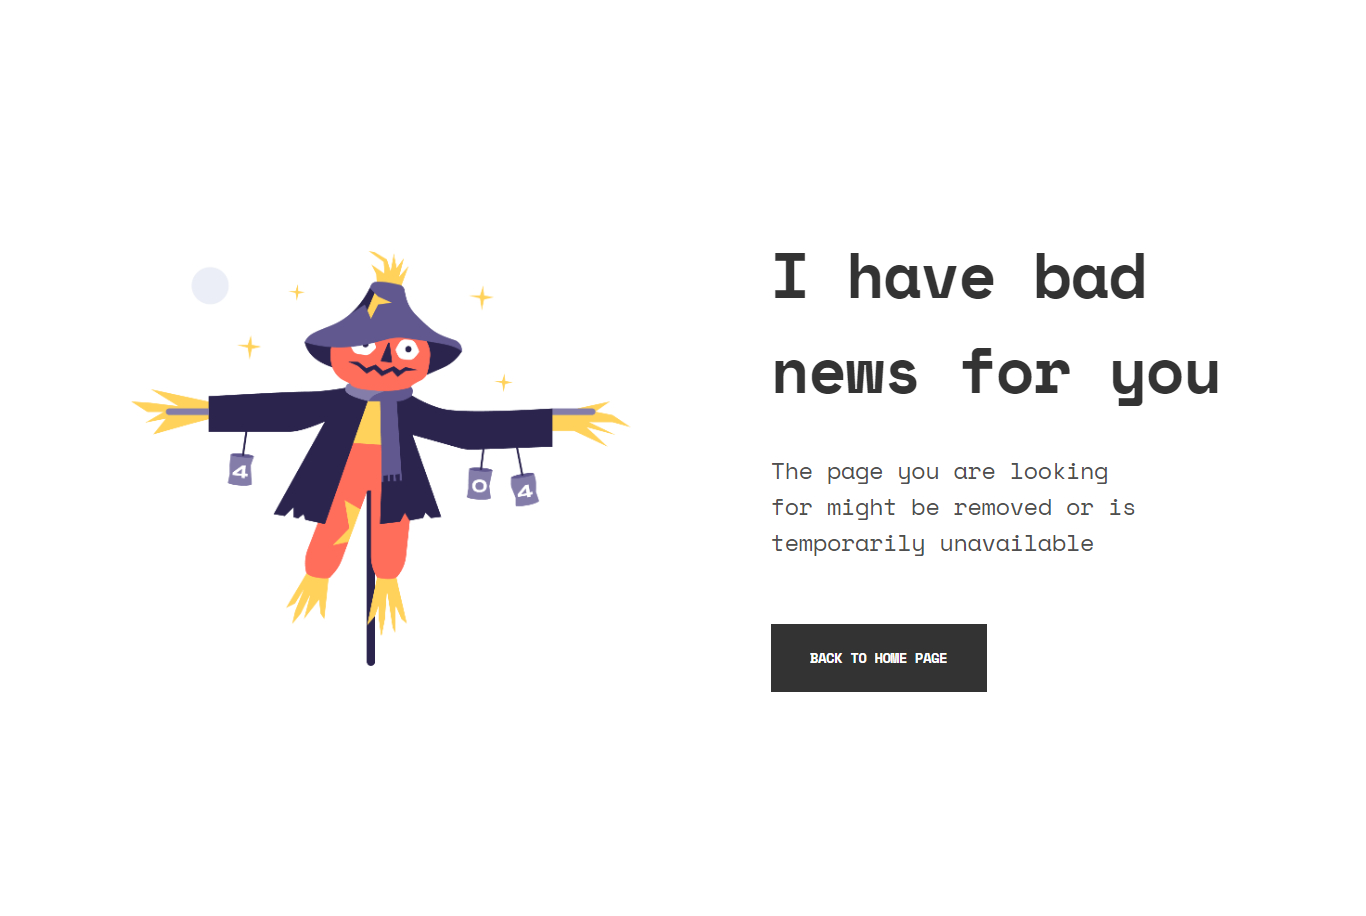 4
0
4
I have bad
news for you
The page you are looking
for might be removed or is
temporarily unavailable
BACK TO HOME PAGE